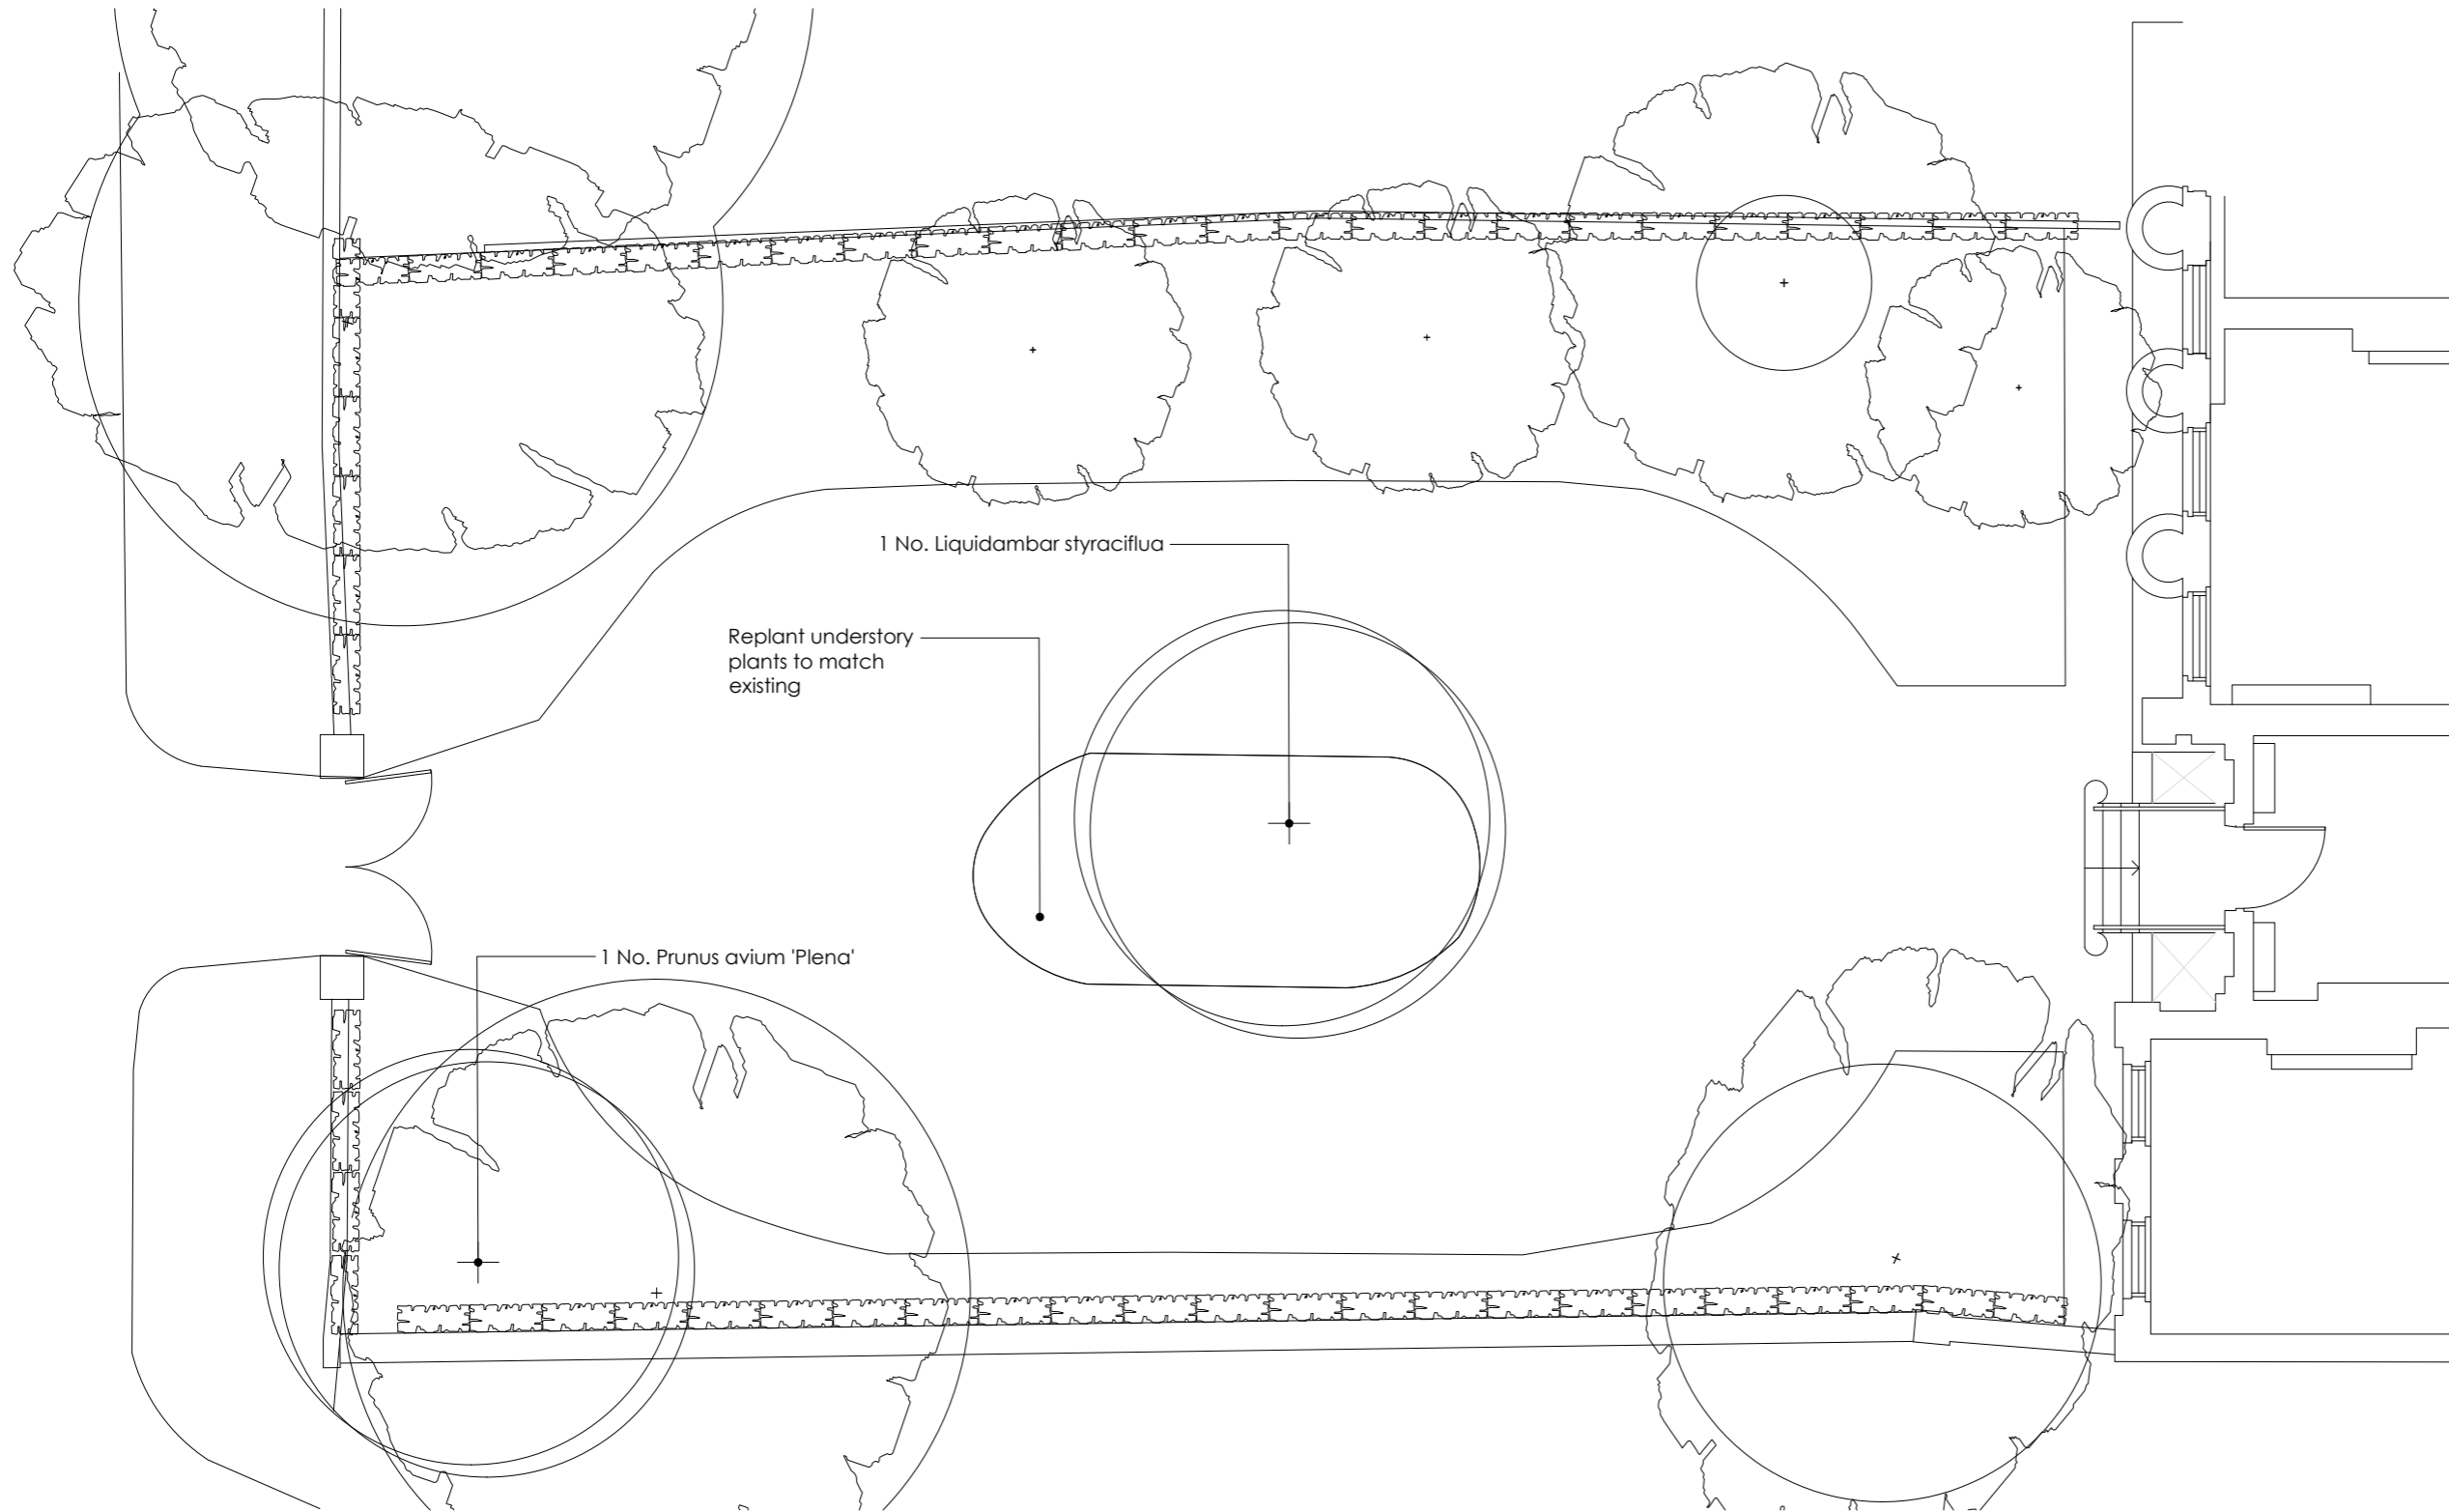 1 No. Liquidambar styraciflua
Replant understory
plants to match
existing
1 No. Prunus avium 'Plena'